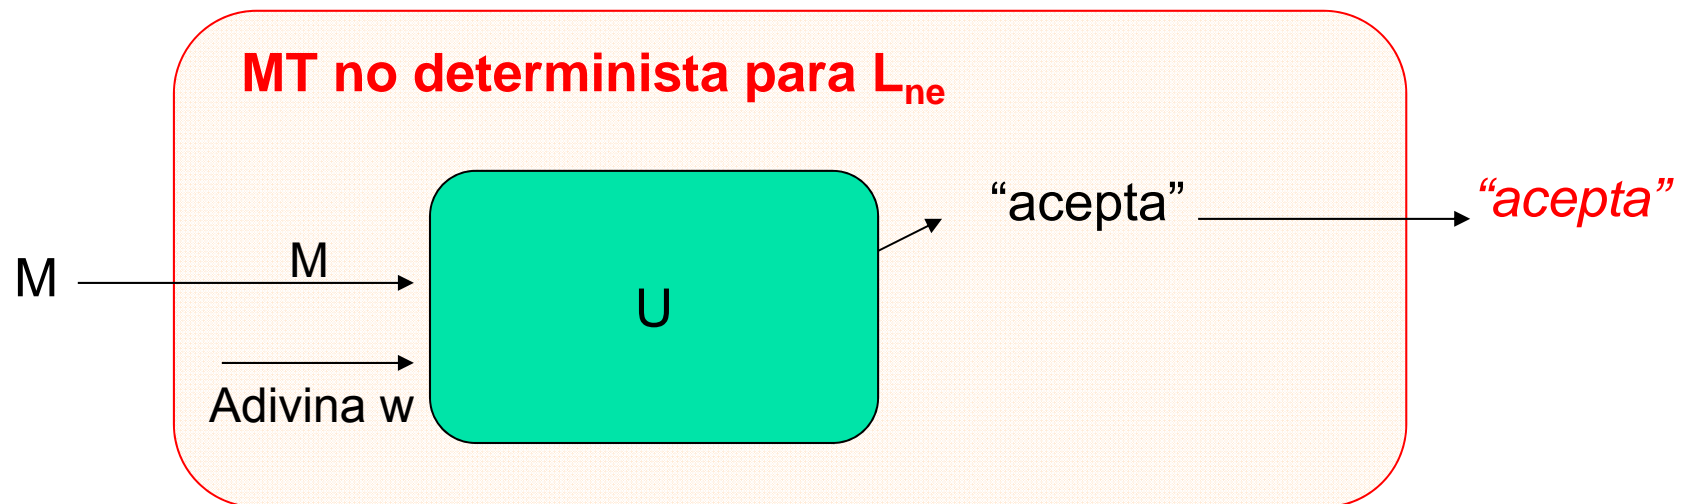 MT no determinista para Lne
“acepta”
“acepta”
M
M
U
Adivina w